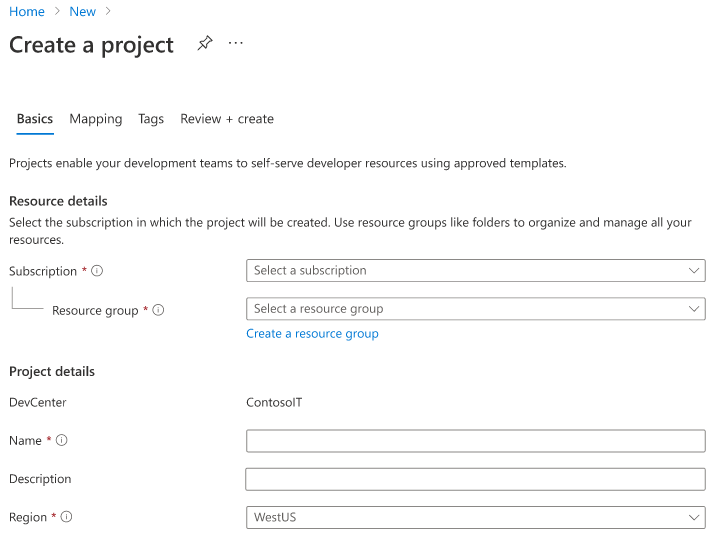 Home > New >
Create a project ...
Basics Mapping Tags Review + create
Projects enable your development teams to self-serve developer resources using approved templates.
Resource details
Select the subscription in which the project will be created. Use resource groups like folders to organize and manage all your
resources.
Subscription * Select a subscription
Resource group * Select a resource group
Create a resource group
Project details
DevCenter ContosoIT
Name *
Description
Region * WestUS